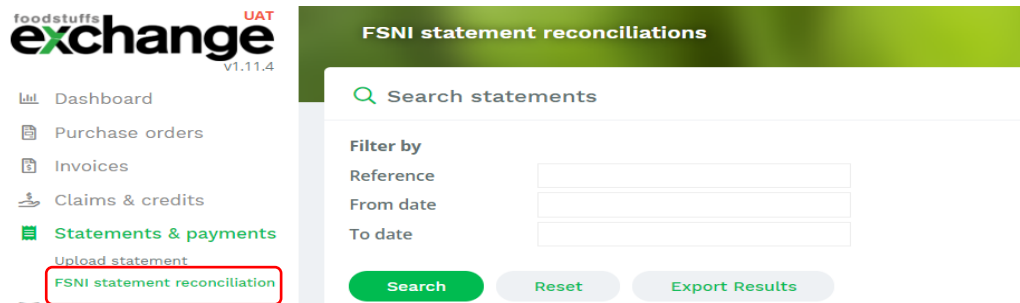 foodstuffs UAT
exchange
v1.11.4
Dashboard
Purchase orders
Invoices
Claims & credits
Statements & payments
Upload statement
FSNI statement reconciliation
FSNI statement reconciliations
Search statements
Filter by
Reference
From date
To date
Search Reset Export Results